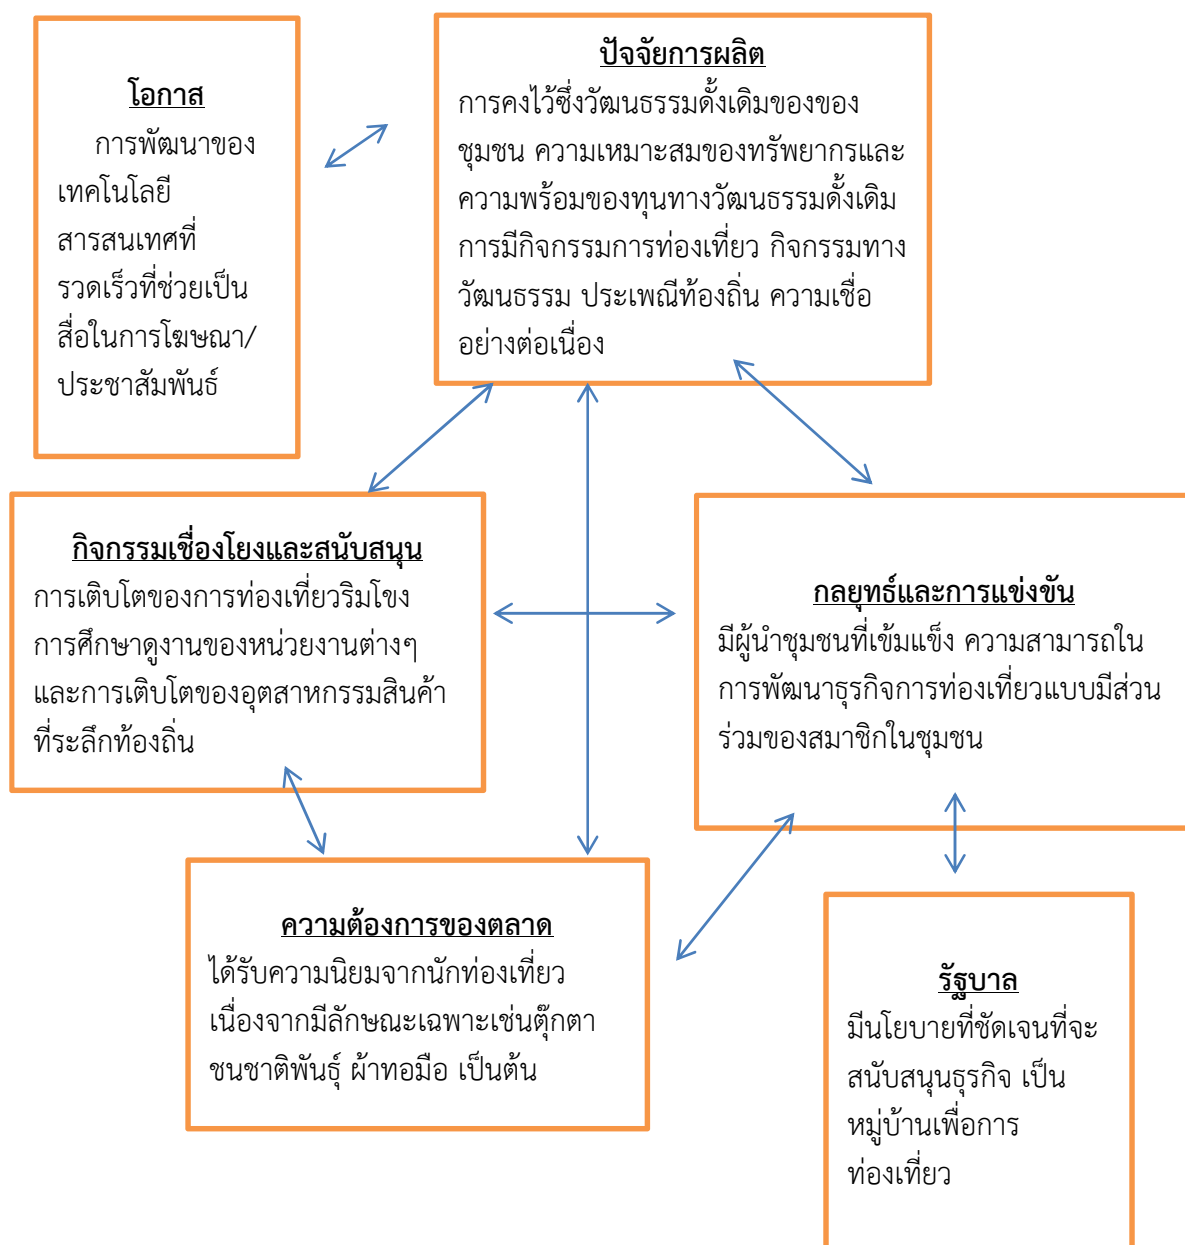 โอกาส
การพัฒนาของ
เทคโนโลยี
สารสนเทศที่
รวดเร็วที่ช่วยเป็น
สื่อในการโฆษณา/
ประชาสัมพันธ์
ปัจจัยการผลิต
การคงไว้ซึ่งวัฒนธรรมดั้งเดิมของของ
ชุมชน ความเหมาะสมของทรัพยากรและ
ความพร้อมของทุนทางวัฒนธรรมดั้งเดิม
การมีกิจกรรมการท่องเที่ยว กิจกรรมทาง
วัฒนธรรม ประเพณีท้องถิ่น ความเชื่อ
อย่างต่อเนื่อง
กิจกรรมเชื่องโยงและสนับสนุน
การเติบโตของการท่องเที่ยวริมโขง
การศึกษาดูงานของหน่วยงานต่างๆ
และการเติบโตของอุตสาหกรรมสินค้า
ที่ระลึกท้องถิ่น
กลยุทธ์และการแข่งขัน
มีผู้นำชุมชนที่เข้มแข็ง ความสามารถใน
การพัฒนาธุรกิจการท่องเที่ยวแบบมีส่วน
ร่วมของสมาชิกในชุมชน
ความต้องการของตลาด
ได้รับความนิยมจากนักท่องเที่ยว
เนื่องจากมีลักษณะเฉพาะเช่นตุ๊กตา
ชนชาติพันธุ์ ผ้าทอมือ เป็นต้น
รัฐบาล
มีนโยบายที่ชัดเจนที่จะ
สนับสนุนธุรกิจ เป็น
หมู่บ้านเพื่อการ
ท่องเที่ยว